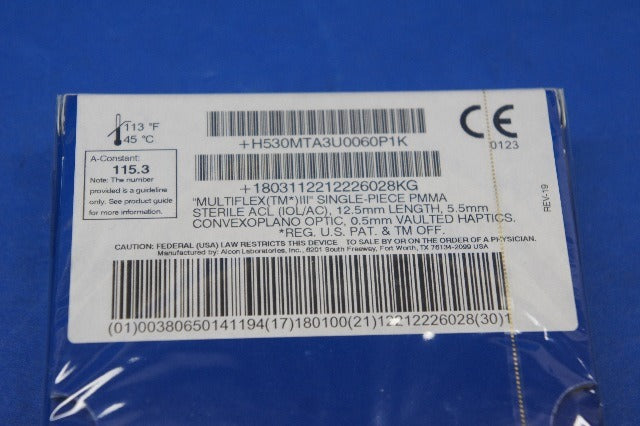 113 °F
45 °C
A-Constant:
115.3
Note: The number
provided is a guideline
only. See product guide
for more information.
+H530MTA3U0060P1K
+1803112212226028KG
"MULTIFLEX(TM*)III" SINGLE-PIECE PMMA
STERILE ACL (IOL/AC), 12.5mm LENGTH, 5.5mm
CONVEXOPLANO OPTIC, 0.5mm VAULTED HAPTICS.
*REG. U.S. PAT. & TM OFF.
CE
0123
REV-19
CAUTION: FEDERAL (USA) LAW RESTRICTS THIS DEVICE TO SALE BY OR ON THE ORDER OF A PHYSICIAN.
Manufactured by: Alcon Laboratories, Inc., 6201 South Freeway, Fort Worth, TX 76134-2099 USA
(01)00380650141194(17)180100(21)12212226028(30)1